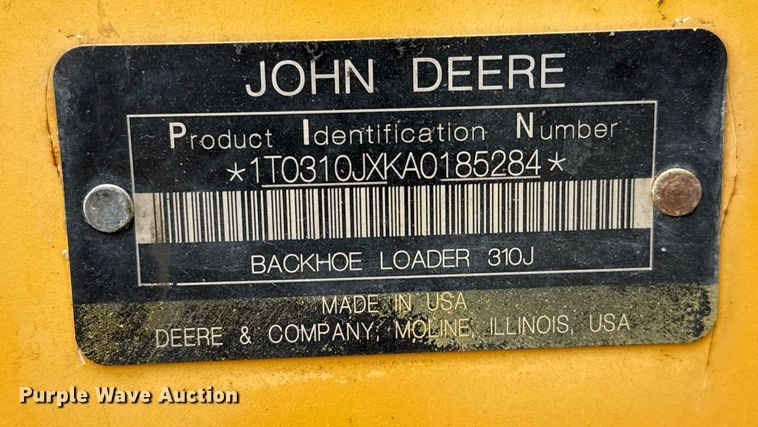 JOHN DEERE
Product Identification Number
*1T0310JXKA0185284*
BACKHOE LOADER 310J
MADE IN USA
DEERE & COMPANY, MOLINE, ILLINOIS, USA
Purple Wave Auction